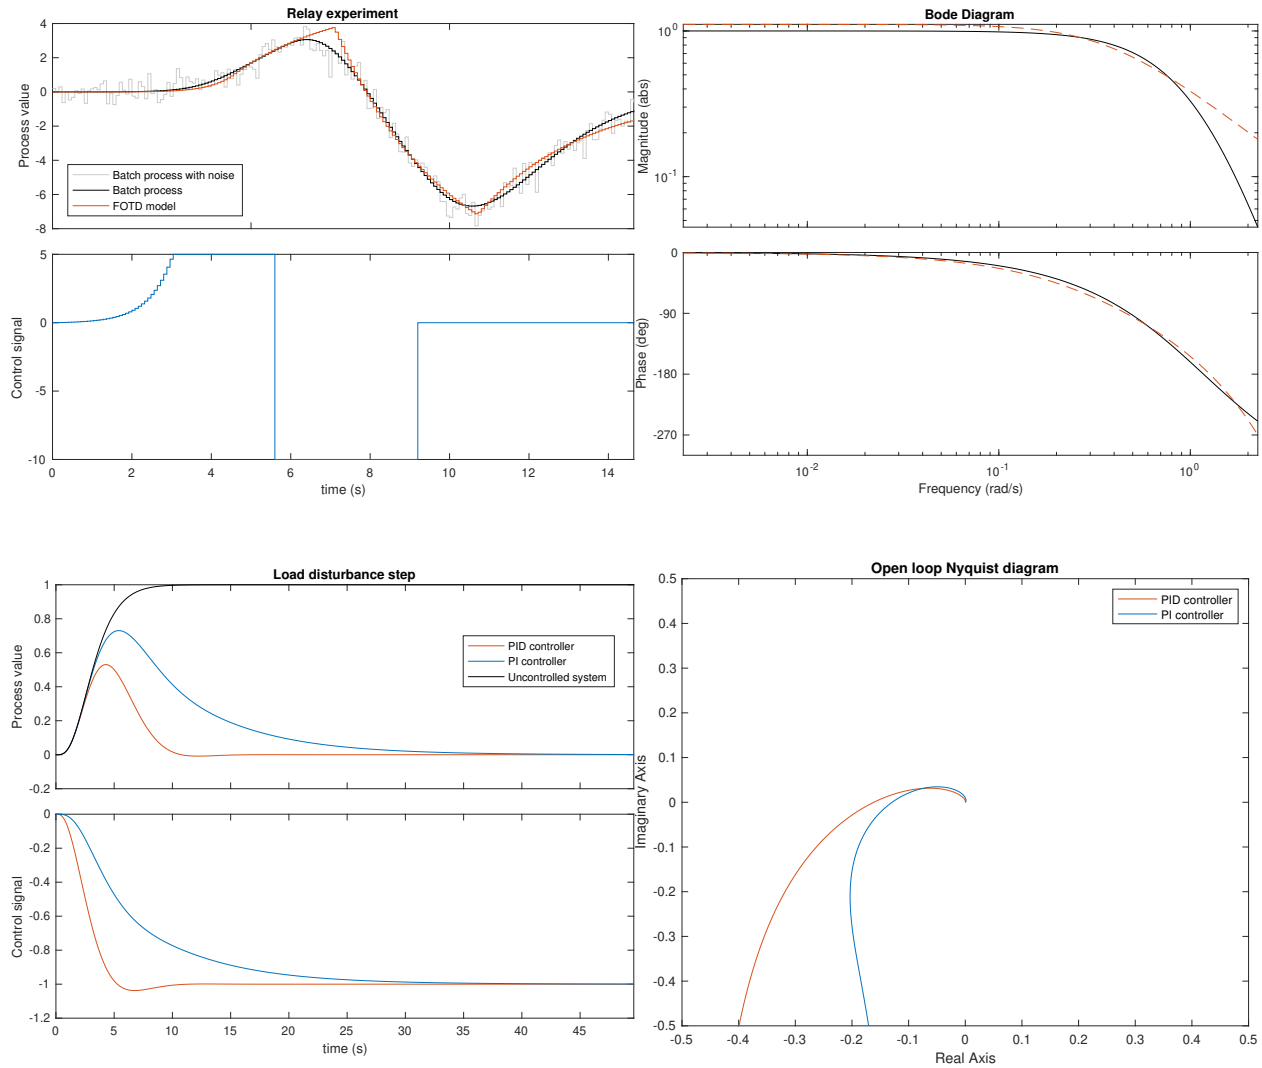 Relay experiment
Process value
4
2
0
-2
-4
-6
-8
Batch process with noise
Batch process
FOTD model
Control signal
5
0
-5
-10
0 2 4 6 8 10 12 14
time (s)
Bode Diagram
Magnitude (abs)
10^0
10^-1
Phase (deg)
0
-90
-180
-270
10^-2 10^-1 10^0
Frequency (rad/s)
Load disturbance step
Process value
1
0.8
0.6
0.4
0.2
0
-0.2
PID controller
PI controller
Uncontrolled system
Control signal
0
-0.2
-0.4
-0.6
-0.8
-1
-1.2
0 5 10 15 20 25 30 35 40 45
time (s)
Open loop Nyquist diagram
Imaginary Axis
0.5
0.4
0.3
0.2
0.1
0
-0.1
-0.2
-0.3
-0.4
-0.5
PID controller
PI controller
-0.5 -0.4 -0.3 -0.2 -0.1 0 0.1 0.2 0.3 0.4 0.5
Real Axis